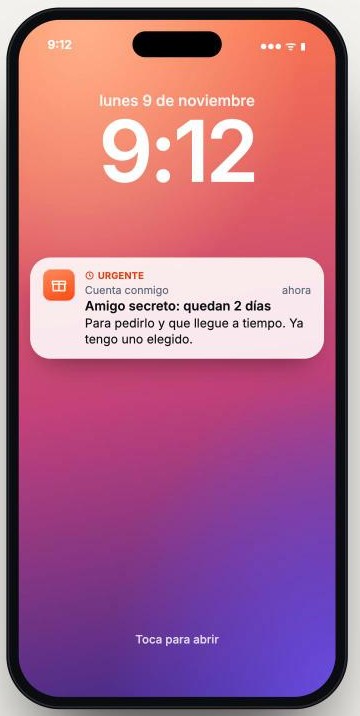 9:12
lunes 9 de noviembre
9:12
URGENTE
Cuenta conmigo
ahora
Amigo secreto: quedan 2 días
Para pedirlo y que llegue a tiempo. Ya
tengo uno elegido.
Toca para abrir